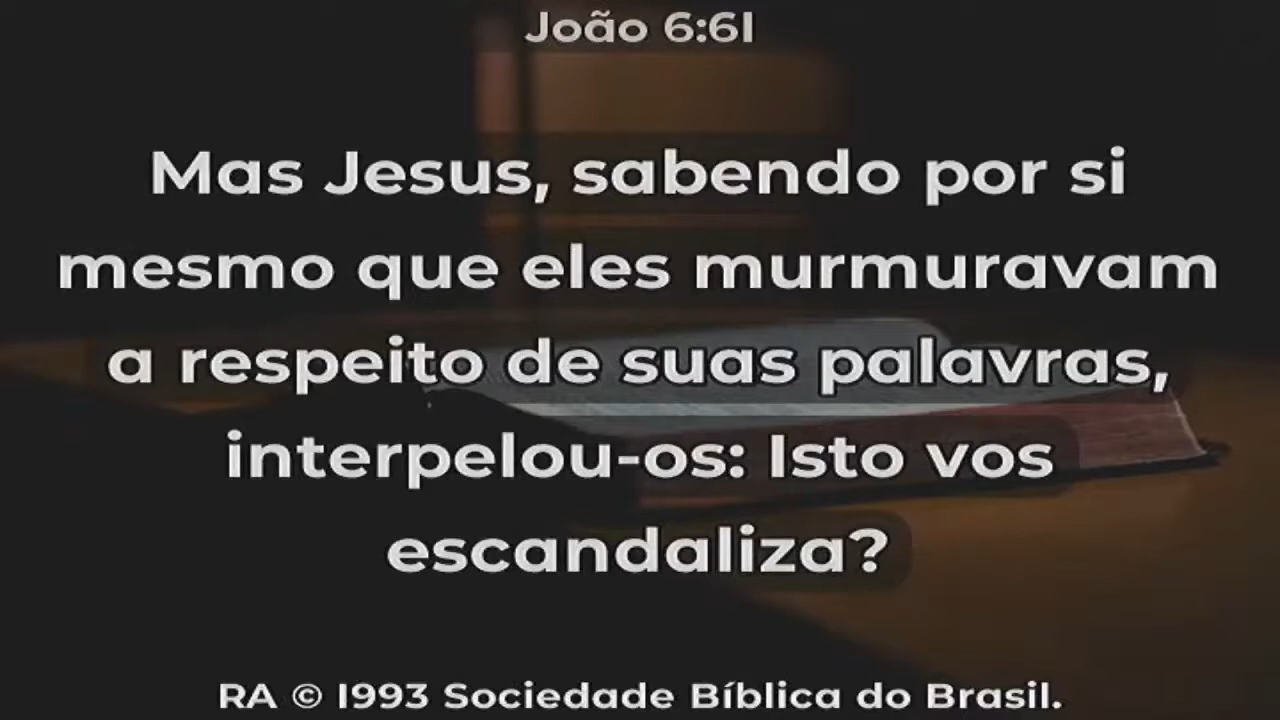 João 6:61
Mas Jesus, sabendo por si
mesmo que eles murmuravam
a respeito de suas palavras,
interpelou-os: Isto vos
escandaliza?
RA © 1993 Sociedade Bíblica do Brasil.